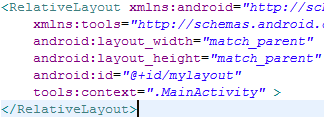 <RelativeLayout xmlns:android="http://sch
xmlns:tools="http://schemas.android.c
android:layout_width="match_parent"
android:layout_height="match_parent"
android:id="@+id/mylayout"
tools:context=".MainActivity" >
</RelativeLayout>